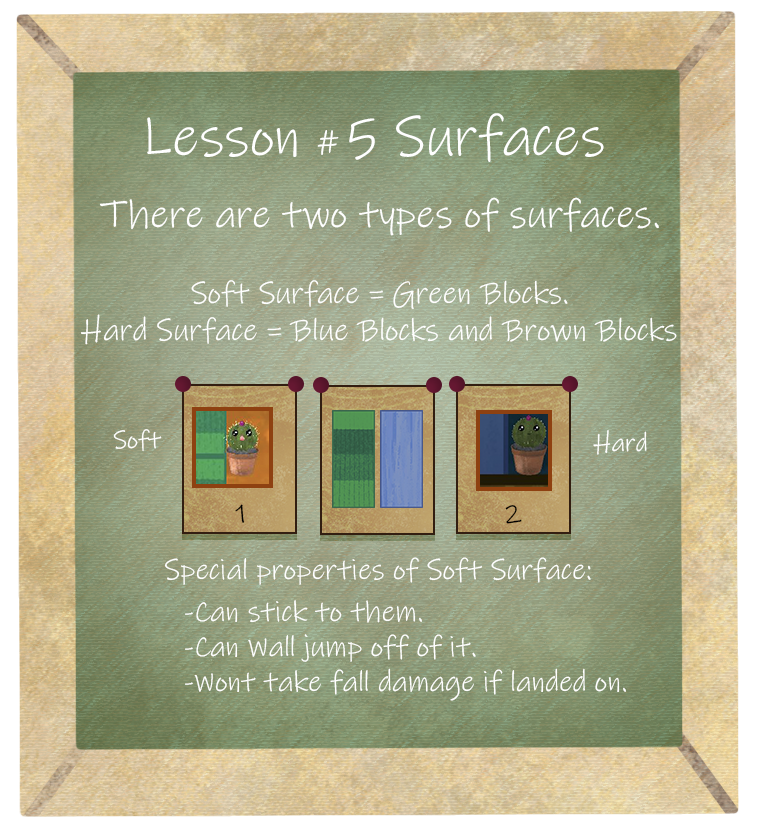 Lesson #5 Surfaces
There are two types of surfaces.
Soft Surface = Green Blocks.
Hard Surface = Blue Blocks and Brown Blocks
Soft
Hard
1
2
Special properties of Soft Surface:
-Can stick to them.
-Can Wall jump off of it.
-Wont take fall damage if landed on.